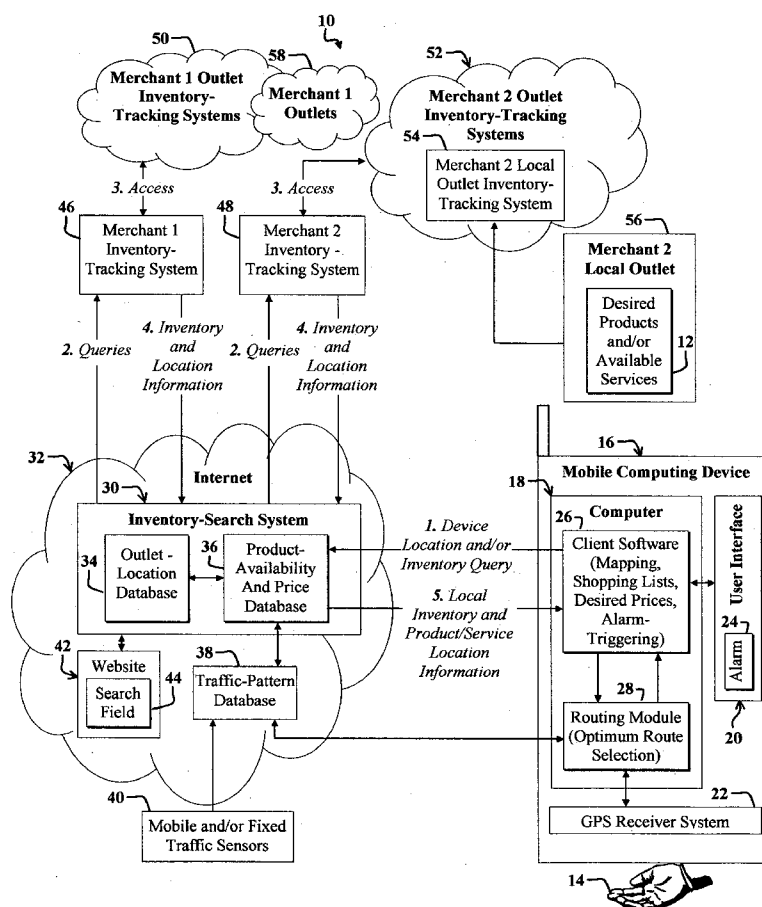 10
50
58
52
Merchant 1 Outlet
Inventory-
Tracking Systems
Merchant 1
Outlets
Merchant 2 Outlet
Inventory-Tracking
Systems
54
Merchant 2 Local
Outlet Inventory-
Tracking System
3. Access
3. Access
46
Merchant 1
Inventory-
Tracking System
48
Merchant 2
Inventory -
Tracking System
56
Merchant 2
Local Outlet
Desired
Products
and/or
Available
Services
12
2. Queries
4. Inventory
and
Location
Information
2. Queries
4. Inventory
and
Location
Information
32
Internet
30
Inventory-Search System
34
Outlet -
Location
Database
36
Product-
Availability
And Price
Database
1. Device
Location and/or
Inventory Query
5. Local
Inventory and
Product/Service
Location
Information
16
Mobile Computing Device
18
Computer
26
Client Software
(Mapping,
Shopping Lists,
Desired Prices,
Alarm-
Triggering)
User Interface
24
Alarm
20
42
Website
Search
Field
44
38
Traffic-Pattern
Database
28
Routing Module
(Optimum Route
Selection)
40
Mobile and/or Fixed
Traffic Sensors
22
GPS Receiver System
14